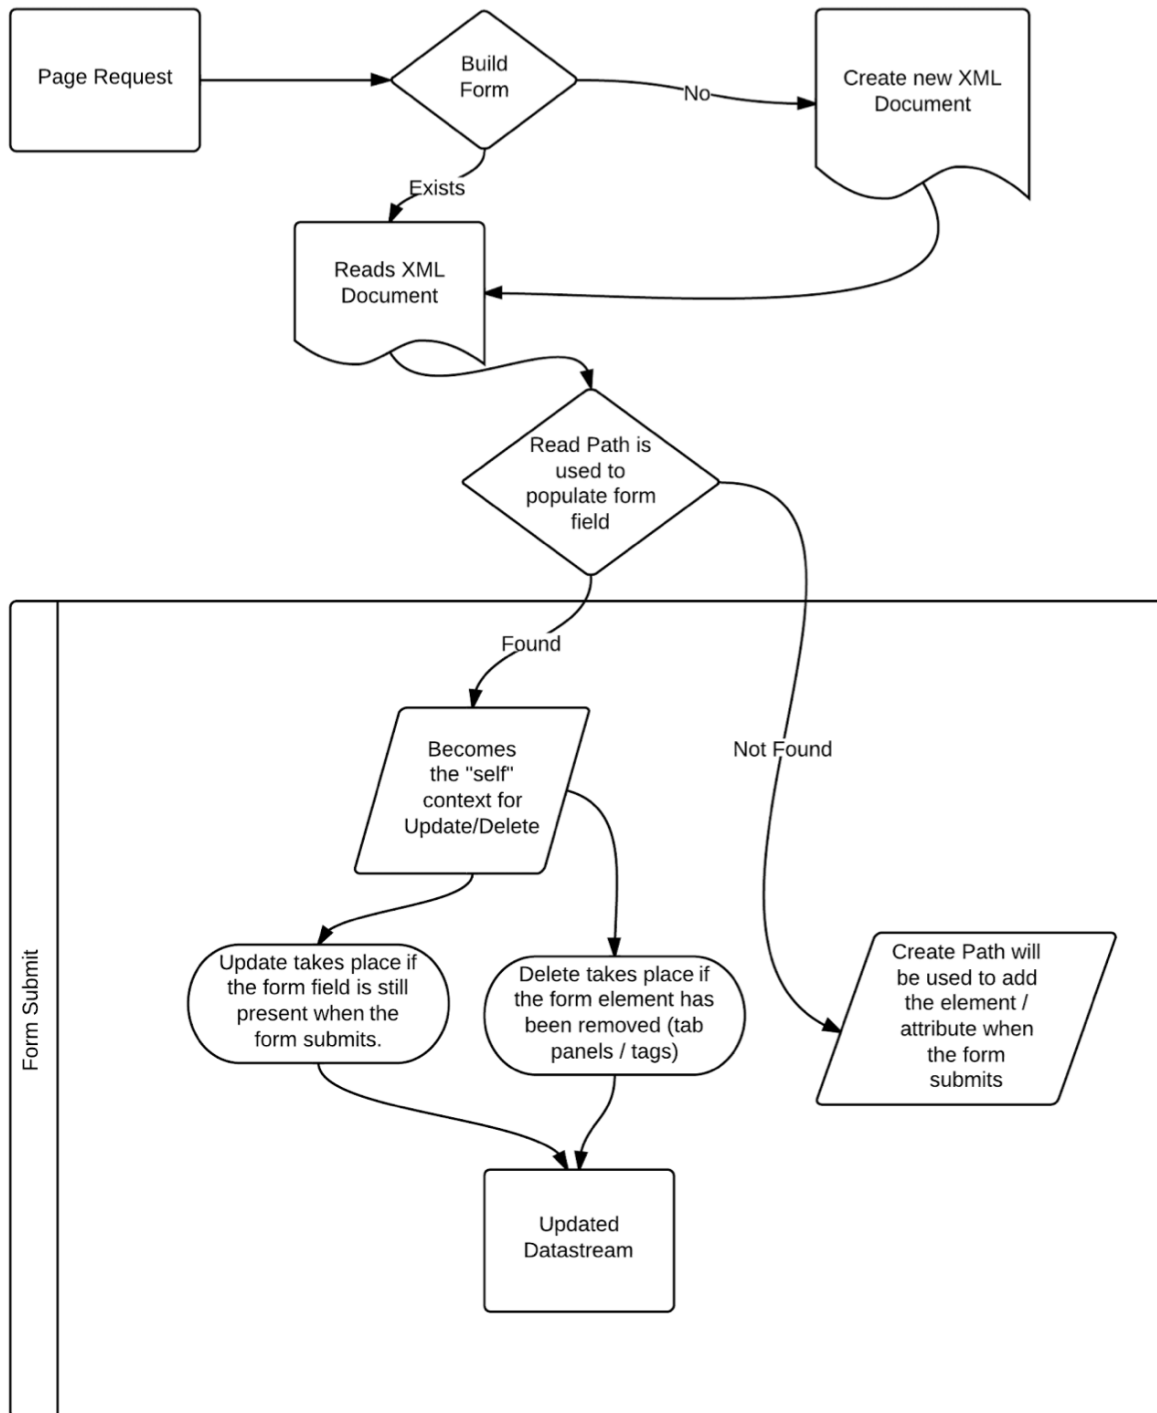 Page Request
Build
Form
No
Create new XML
Document
Exists
Reads XML
Document
Read Path is
used to
populate form
field
Found
Not Found
Becomes
the "self"
context for
Update/Delete
Form Submit
Update takes place if
the form field is still
present when the
form submits.
Delete takes place if
the form element has
been removed (tab
panels / tags)
Create Path will
be used to add
the element /
attribute when
the form
submits
Updated
Datastream